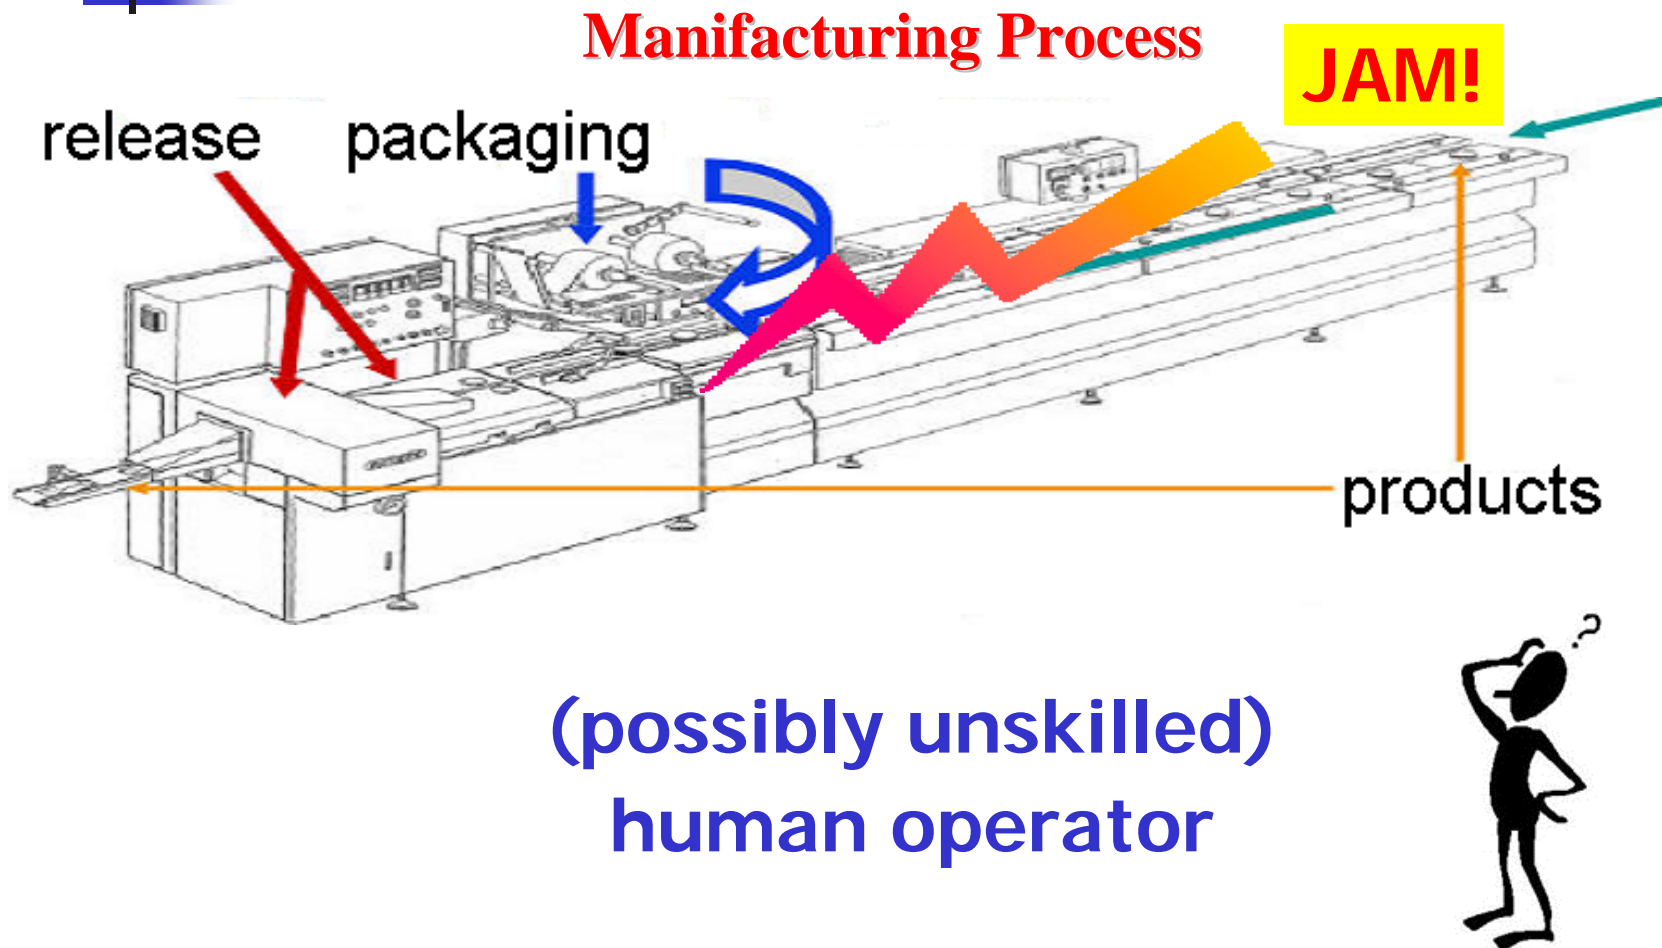 Manifacturing Process
JAM!
release
packaging
products
?
(possibly unskilled)
human operator